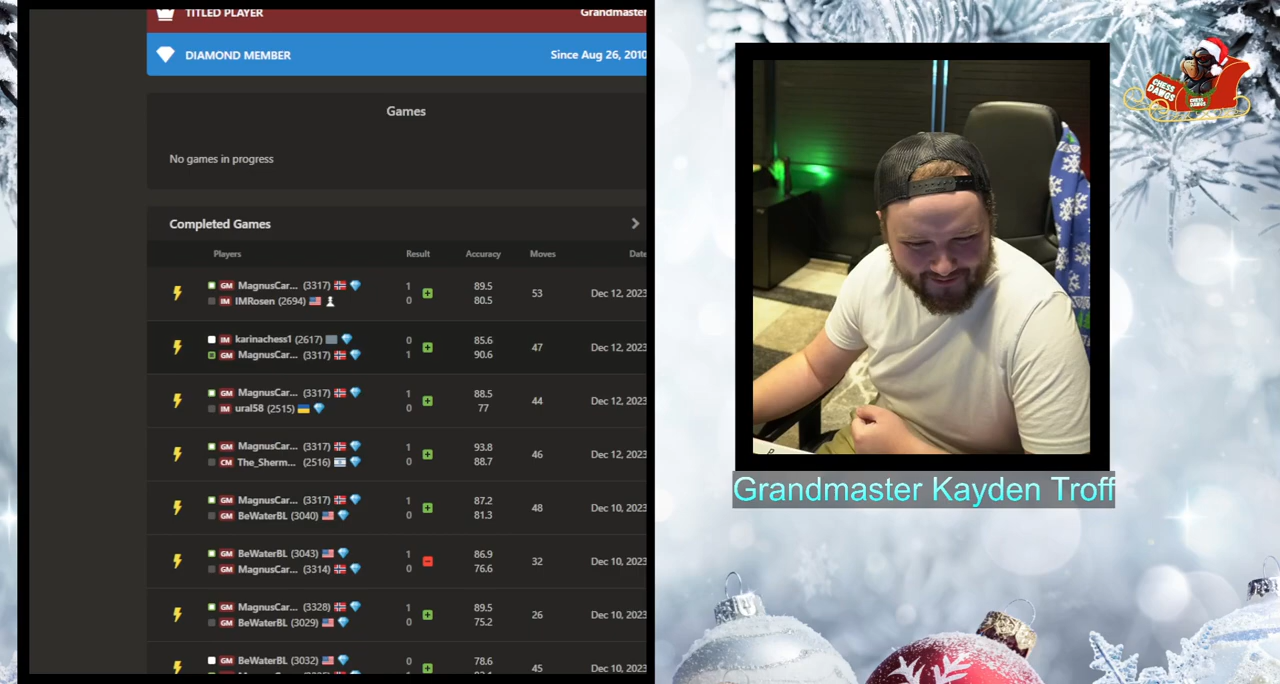 TITLED PLAYER Grandmaster
DIAMOND MEMBER Since Aug 26, 2010
Games
No games in progress
Completed Games
Players Result Accuracy Moves Date
GM MagnusCar... (3317) 1 89.5
IM IMRosen (2694) 0 80.5
53 Dec 12, 2023
IM karinachess1 (2617) 0 85.6
GM MagnusCar... (3317) 1 90.6
47 Dec 12, 2023
GM MagnusCar... (3317) 1 88.5
IM ural58 (2515) 0 77
44 Dec 12, 2023
GM MagnusCar... (3317) 1 93.8
CM The_Sherm... (2516) 0 88.7
46 Dec 12, 2023
GM MagnusCar... (3317) 1 87.2
GM BeWaterBL (3040) 0 81.3
48 Dec 10, 2023
GM BeWaterBL (3043) 1 86.9
GM MagnusCar... (3314) 0 76.6
32 Dec 10, 2023
GM MagnusCar... (3328) 1 89.5
GM BeWaterBL (3029) 0 75.2
26 Dec 10, 2023
GM BeWaterBL (3032) 0 78.6
45 Dec 10, 2023
CHESS
DAWGS
CHESS
DAWGS
Grandmaster Kayden Troff